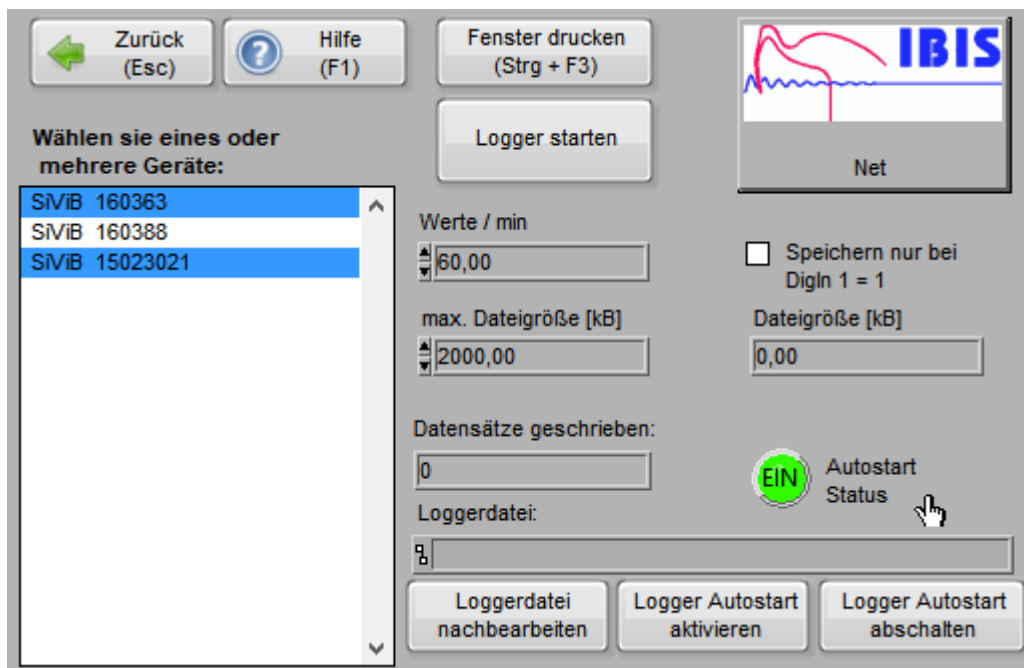 Zurück
(Esc)
Hilfe
(F1)
Fenster drucken
(Strg + F3)
IBIS
Net
Logger starten
Wählen sie eines oder
mehrere Geräte:
SiViB 160363
SiViB 160388
SiViB 15023021
Werte / min
60,00
Speichern nur bei
DigIn 1 = 1
max. Dateigröße [kB]
2000,00
Dateigröße [kB]
0,00
Datensätze geschrieben:
0
EIN
Autostart
Status
Loggerdatei:
Loggerdatei
nachbearbeiten
Logger Autostart
aktivieren
Logger Autostart
abschalten